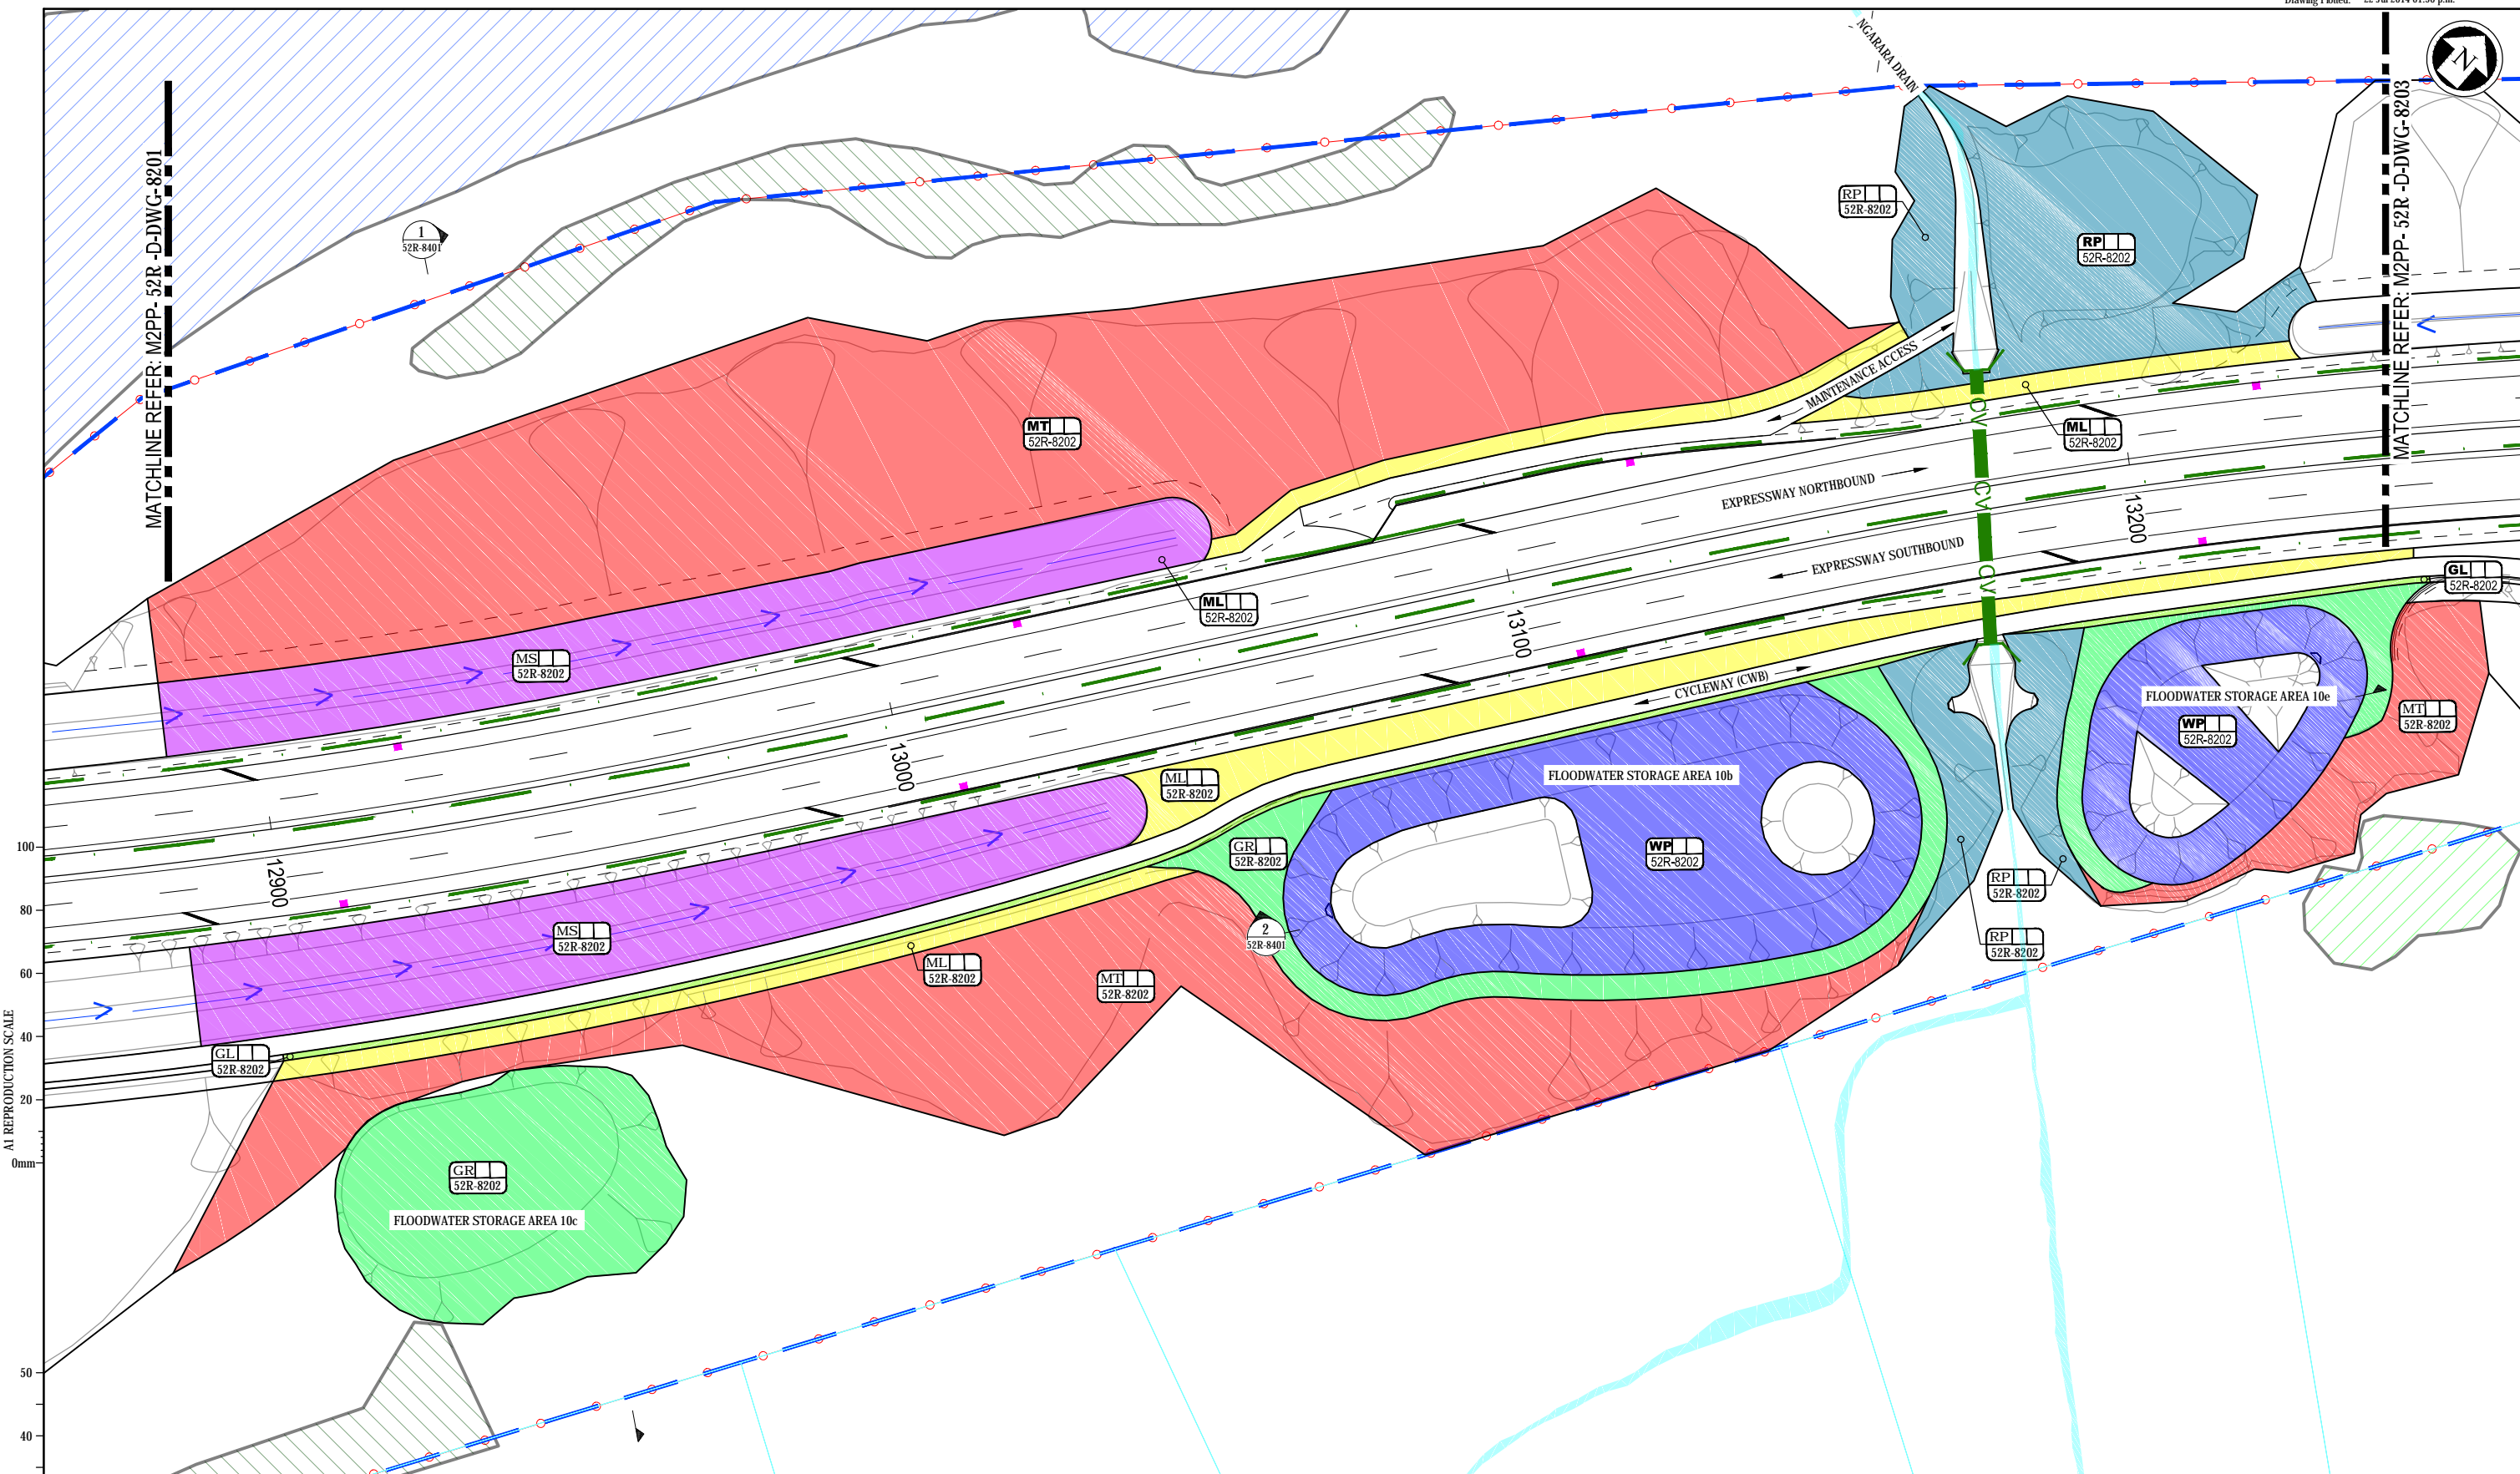 NGARARA DRAIN
N
MATCHLINE REFER: M2PP- 52R -D-DWG-8201
MATCHLINE REFER: M2PP- 52R -D-DWG-8203
1
52R-8401
RP
52R-8202
RP
52R-8202
MAINTENANCE ACCESS
MT
52R-8202
ML
52R-8202
EXPRESSWAY NORTHBOUND
EXPRESSWAY SOUTHBOUND
CV
CV
CV
13200
13100
13000
12900
ML
52R-8202
GL
52R-8202
MS
52R-8202
CYCLEWAY (CWB)
FLOODWATER STORAGE AREA 10e
WP
52R-8202
MT
52R-8202
ML
52R-8202
FLOODWATER STORAGE AREA 10b
GR
52R-8202
WP
52R-8202
RP
52R-8202
2
52R-8401
RP
52R-8202
MS
52R-8202
ML
52R-8202
MT
52R-8202
GL
52R-8202
GR
52R-8202
FLOODWATER STORAGE AREA 10c
A1 REPRODUCTION SCALE
100
80
60
40
20
0mm
50
40